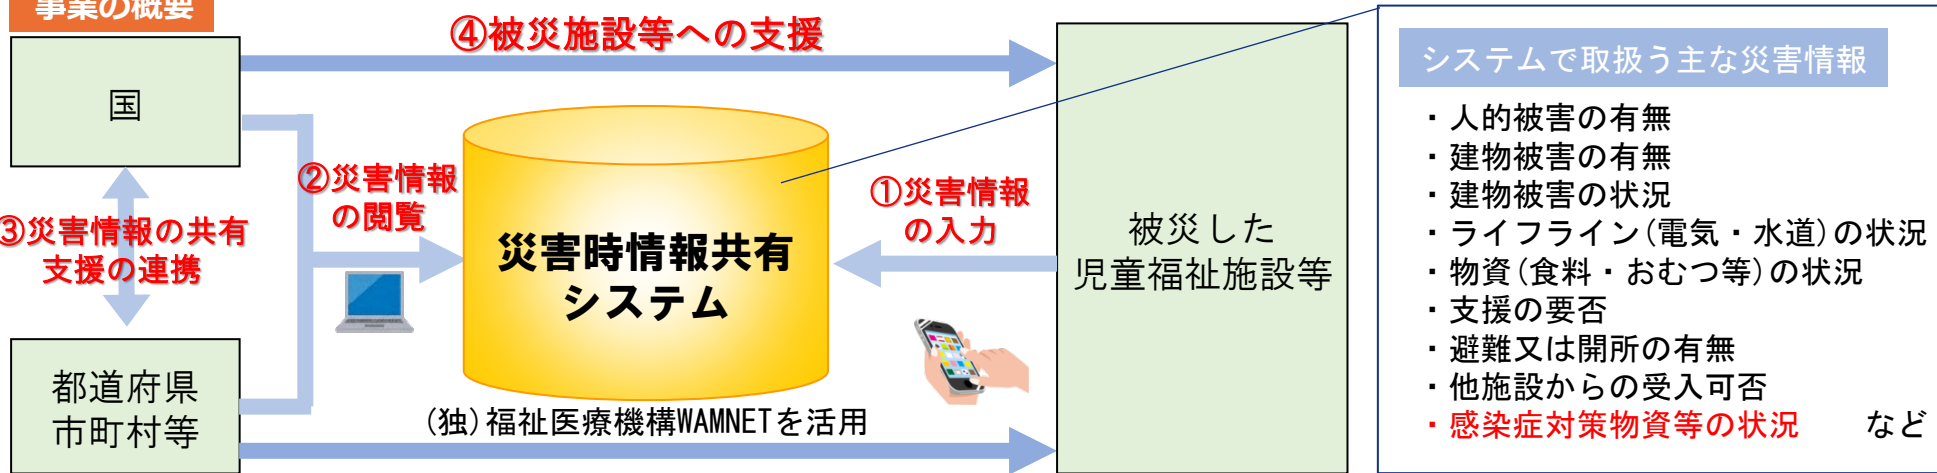 事業の概要
国
③災害情報の共有
支援の連携
都道府県
市町村等
④被災施設等への支援
②災害情報
の閲覧
災害時情報共有
システム
①災害情報
の入力
(独)福祉医療機構WAMNETを活用
被災した
児童福祉施設等
システムで取扱う主な災害情報
・人的被害の有無
・建物被害の有無
・建物被害の状況
・ライフライン(電気・水道)の状況
・物資(食料・おむつ等)の状況
・支援の要否
・避難又は開所の有無
・他施設からの受入可否
・感染症対策物資等の状況 など